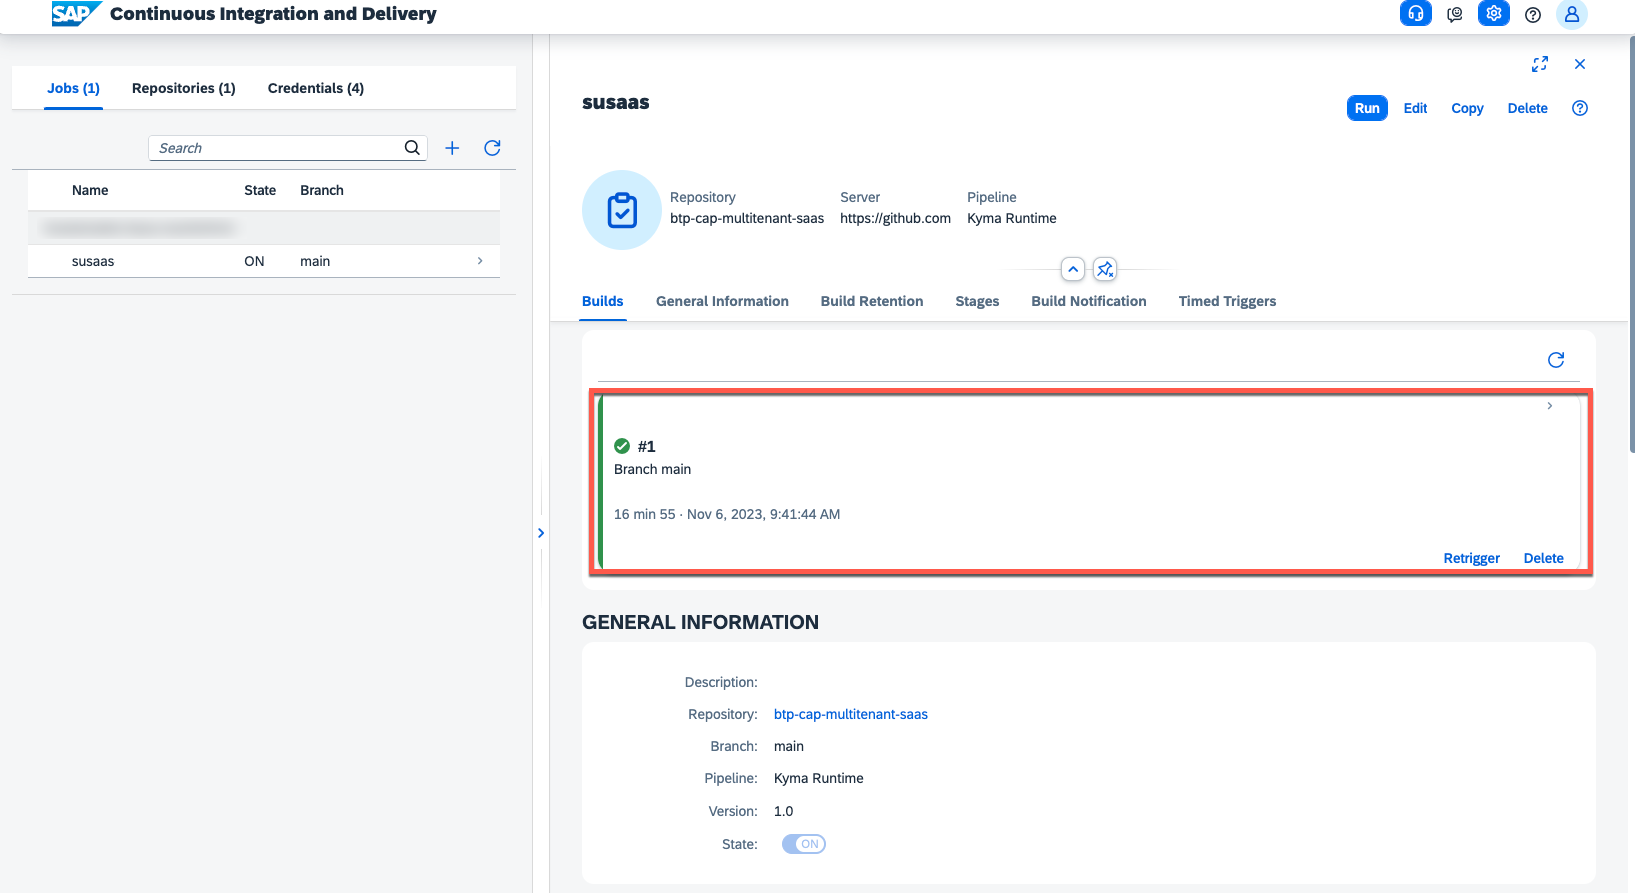 SAP Continuous Integration and Delivery
Jobs (1) Repositories (1) Credentials (4)
Search
Name State Branch
susaas ON main
susaas
Run Edit Copy Delete
Repository Server Pipeline
btp-cap-multitenant-saas https://github.com Kyma Runtime
Builds General Information Build Retention Stages Build Notification Timed Triggers
#1
Branch main
16 min 55 · Nov 6, 2023, 9:41:44 AM
Retrigger Delete
GENERAL INFORMATION
Description:
Repository: btp-cap-multitenant-saas
Branch: main
Pipeline: Kyma Runtime
Version: 1.0
State: ON